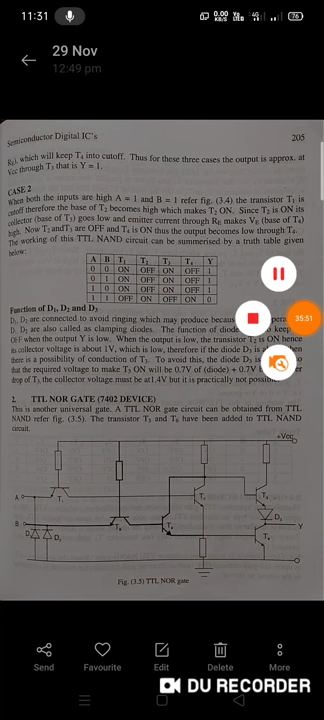 11:31
0.00 KB/S Vo LTED 4G 76
29 Nov
12:49 pm
Semiconductor Digital IC's
205
which will keep T4 into cutoff. Thus for these three cases the output is approx. at
Vcc through T3 that is Y = 1.
CASE 2
When both the inputs are high A = 1 and B = 1 refer fig. (3.4) the transistor T1 is
cutoff therefore the base of T2 becomes high which makes T2 ON. Since T2 is ON its
collector (base of T3) goes low and emitter current through RE makes VE (base of T4)
high. Now T2 and T3 are OFF and T4 is ON thus the output becomes low through T4.
The working of this TTL NAND circuit can be summerised by a truth table given
below:
A B T1 T2 T3 T4 Y
0 0 ON OFF ON OFF 1
0 1 ON OFF ON OFF 1
1 0 ON OFF ON OFF 1
1 1 OFF ON OFF ON 0
Function of D1, D2 and D3
D1, D2 are connected to avoid ringing which may produce
D1 D2 are also called as clamping diodes. The function of diode keep
OFF when the output Y is low. When the output is low, the transistor T2 is ON hence
its collector voltage is about 1V, which is low, therefore if the diode D3 is
there is a possibility of conduction of T3. To avoid this, the diode D3
that the required voltage to make T3 ON will be 0.7V of (diode) + 0.7V
drop of T3, the collector voltage must be at 1.4V but it is practically not
2. TTL NOR GATE (7402 DEVICE)
This is another universal gate. A TTL NOR gate circuit can be obtained from TTL
NAND refer fig. (3.5). The transistor T5 and T6 have been added to TTL NAND
circuit.
+Vcc
A
B
Y
Fig. (3.5) TTL NOR gate
35:51
Send Favourite Edit Delete More
DU RECORDER